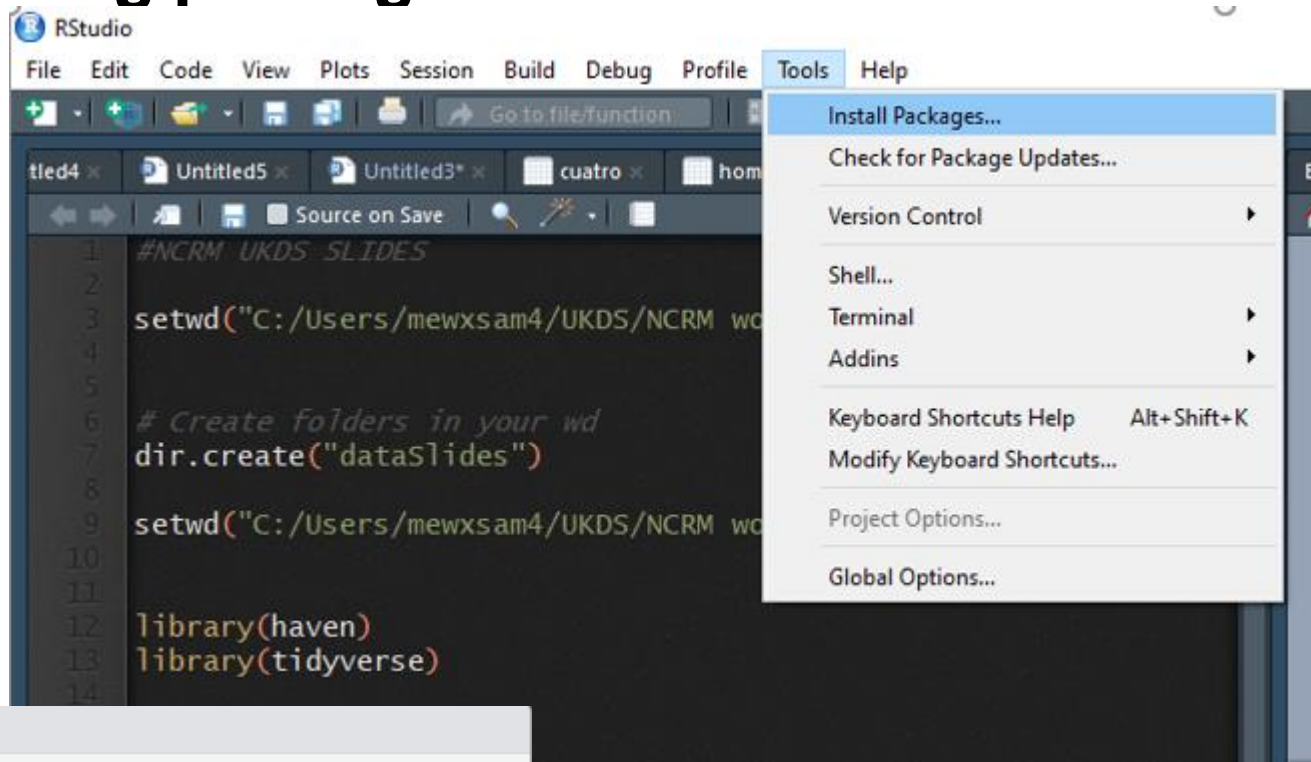 RStudio
File Edit Code View Plots Session Build Debug Profile Tools Help
Go to file/function
Install Packages...
Check for Package Updates...
Version Control
Shell...
Terminal
Addins
Keyboard Shortcuts Help Alt+Shift+K
Modify Keyboard Shortcuts...
Project Options...
Global Options...
tled4 Untitled5 Untitled3* cuatro hom
Source on Save
1 #NCRM UKDS SLIDES
2
3 setwd("C:/Users/mewxsam4/UKDS/NCRM wo
4
5
6 # Create folders in your wd
7 dir.create("dataSlides")
8
9 setwd("C:/Users/mewxsam4/UKDS/NCRM wo
10
11
12 library(haven)
13 library(tidyverse)
14